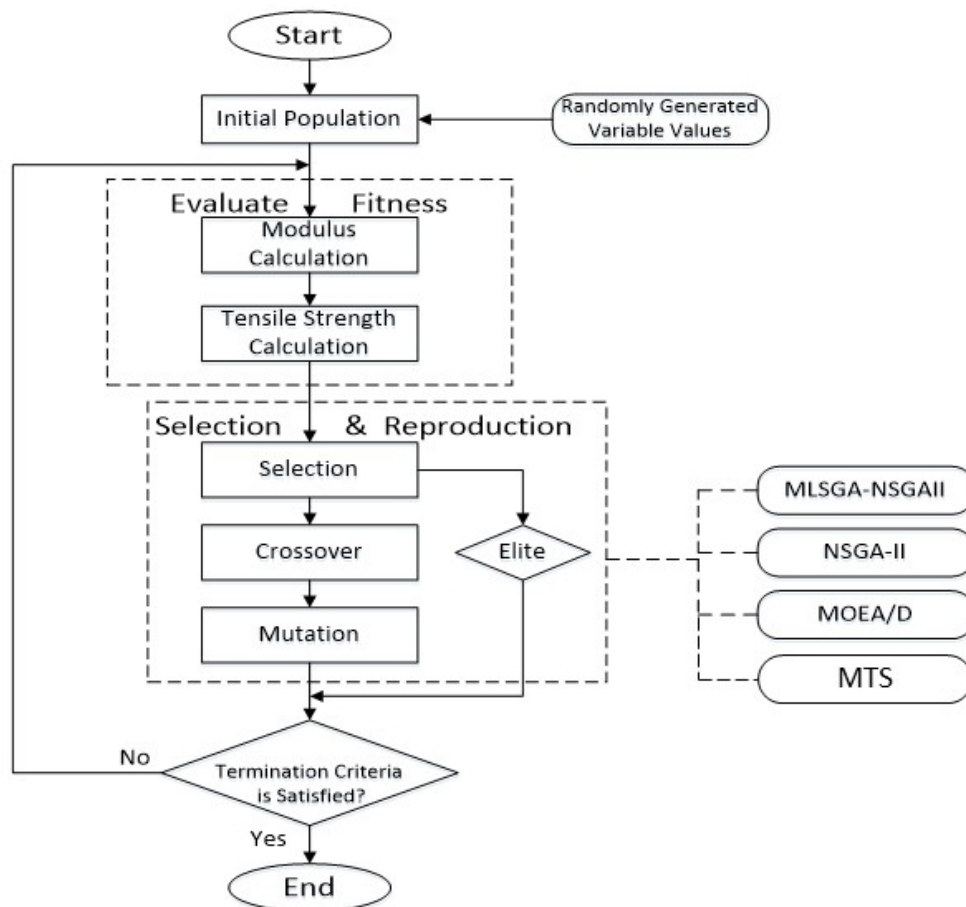 Start
Initial Population
Randomly Generated
Variable Values
Evaluate Fitness
Modulus
Calculation
Tensile Strength
Calculation
Selection & Reproduction
Selection
Crossover
Elite
Mutation
MLSGA-NSGAII
NSGA-II
MOEA/D
MTS
No
Termination Criteria
is Satisfied?
Yes
End